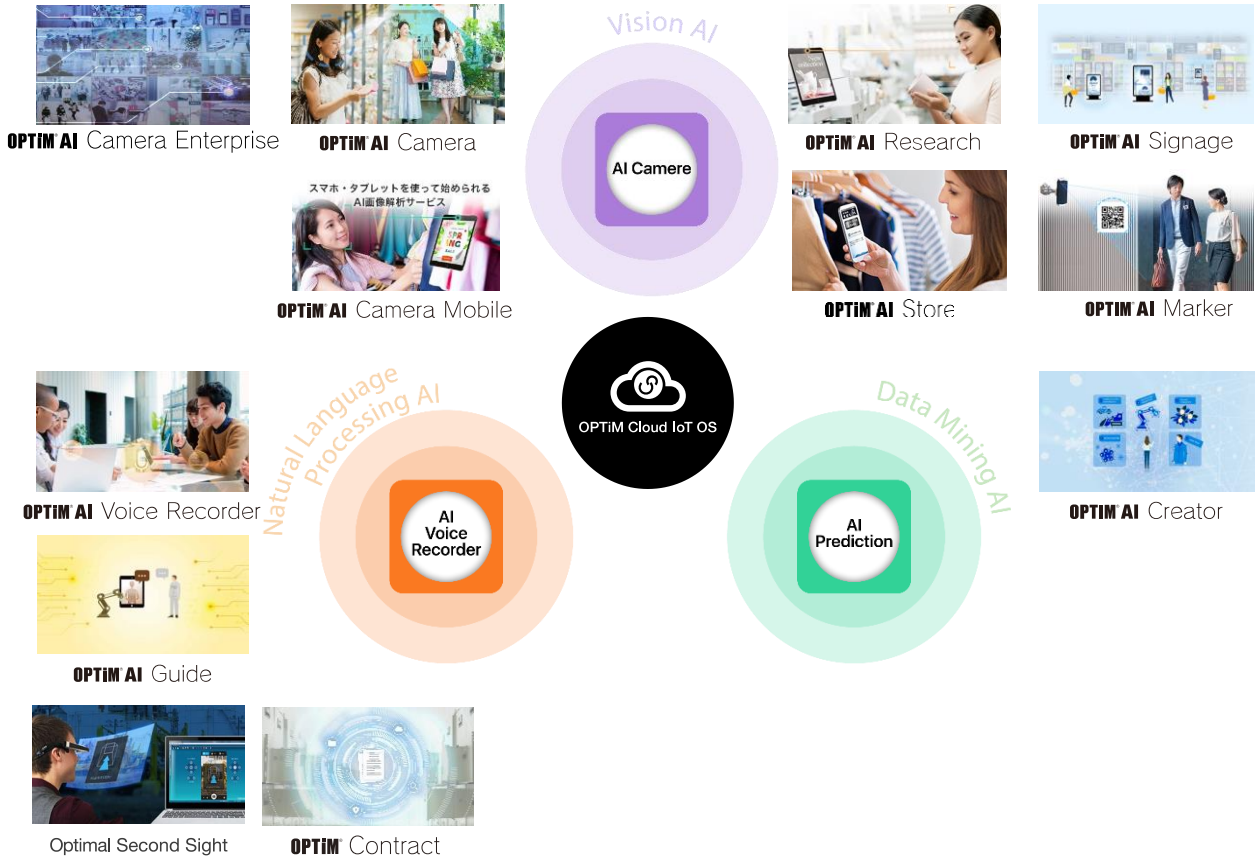 Vision AI
AI Camere
OPTiM AI Camera Enterprise
OPTiM AI Camera
OPTiM AI Research
OPTiM AI Signage
スマホ・タブレットを使って始められる
AI画像解析サービス
SPR
ING
OPTiM AI Camera Mobile
OPTiM AI Store
OPTiM AI Marker
OPTiM Cloud IoT OS
Natural Language
Processing AI
AI
Voice
Recorder
Data Mining AI
AI
Prediction
OPTiM AI Voice Recorder
OPTiM AI Creator
OPTiM AI Guide
Optimal Second Sight
OPTiM Contract